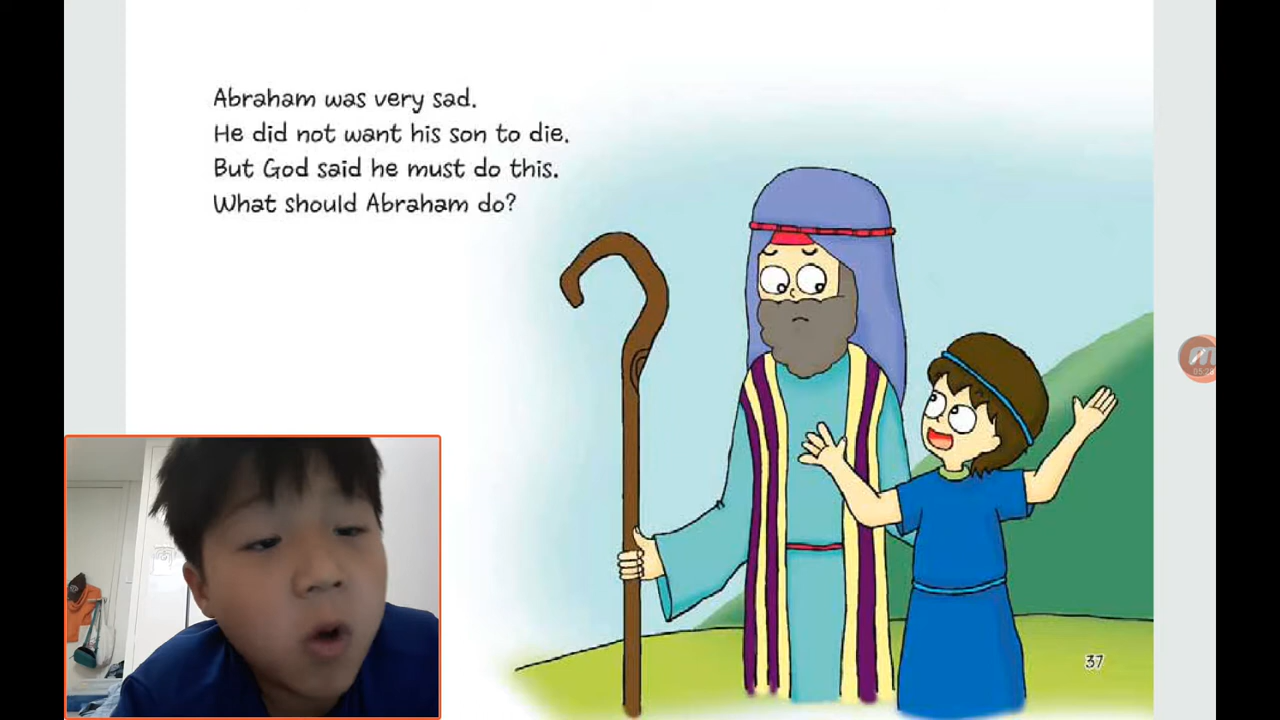 Abraham was very sad.
He did not want his son to die.
But God said he must do this.
What should Abraham do?
37